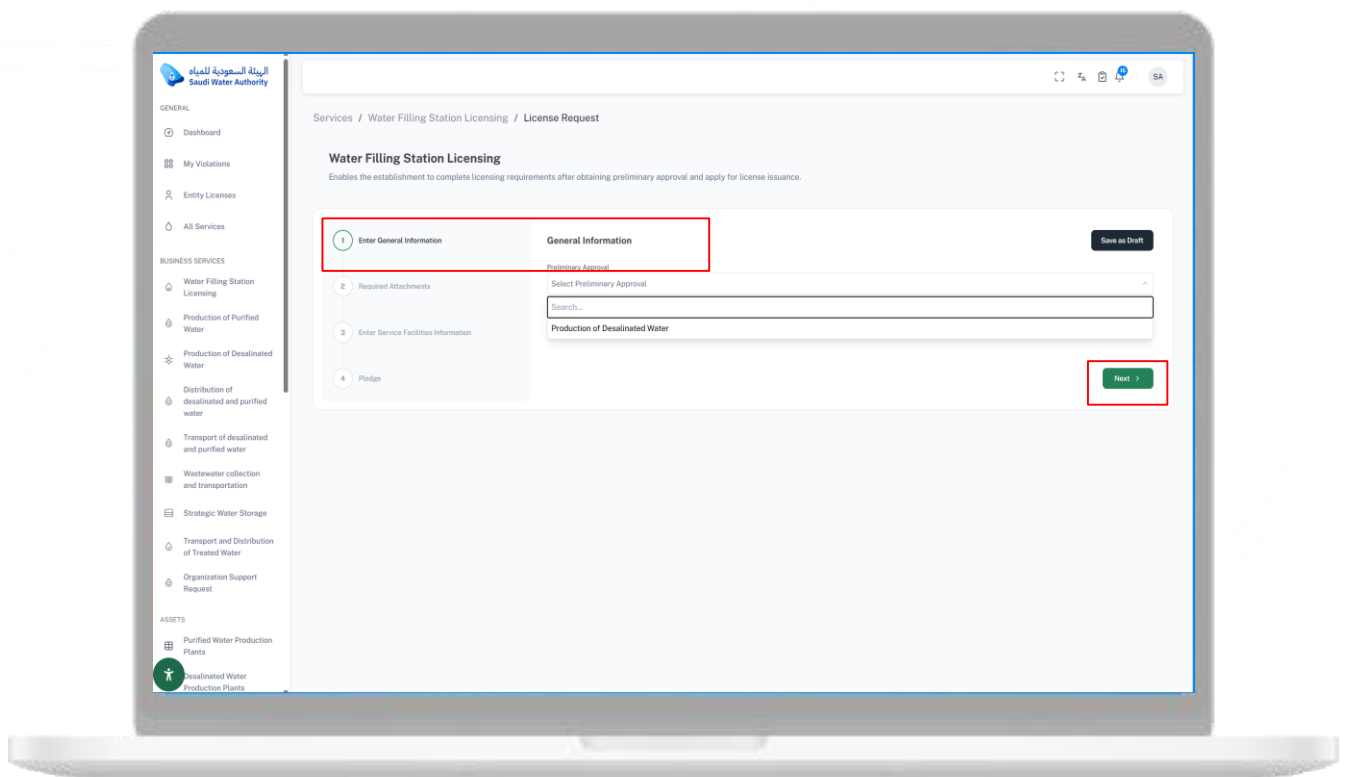 الهيئة السعودية للمياه
Saudi Water Authority
GENERAL
Dashboard
My Violations
Entity Licenses
All Services
BUSINESS SERVICES
Water Filling Station
Licensing
Production of Purified
Water
Production of Desalinated
Water
Distribution of
desalinated and purified
water
Transport of desalinated
and purified water
Wastewater collection
and transportation
Strategic Water Storage
Transport and Distribution
of Treated Water
Organization Support
Request
ASSETS
Purified Water Production
Plants
Desalinated Water
Production Plants
SA
Services / Water Filling Station Licensing / License Request
Water Filling Station Licensing
Enables the establishment to complete licensing requirements after obtaining preliminary approval and apply for license issuance.
1 Enter General Information
2 Required Attachments
3 Enter Service Facilities Information
4 Pledge
General Information
Save as Draft
Preliminary Approval
Select Preliminary Approval
Search...
Production of Desalinated Water
Next >